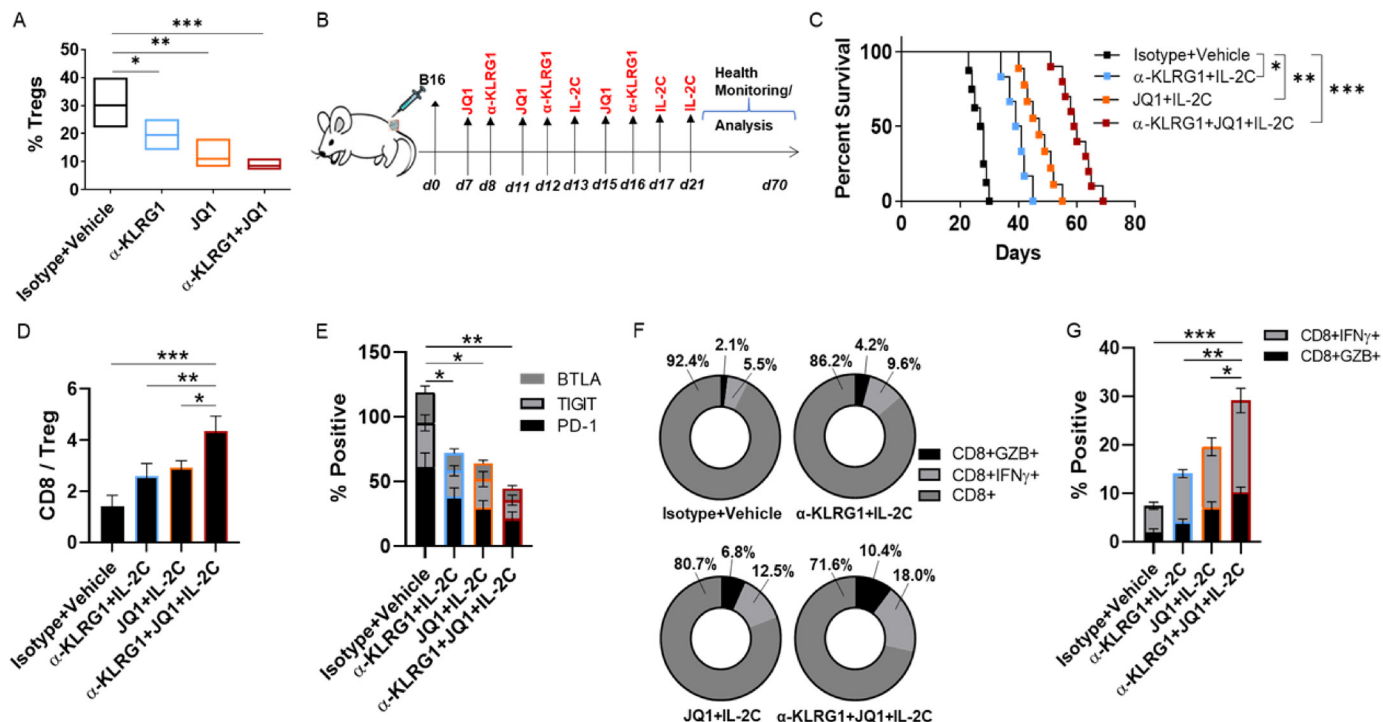 A
***
**
*
50
40
30
20
10
0
% Tregs
Isotype+Vehicle
α-KLRG1
JQ1
α-KLRG1+JQ1
B
B16
JQ1
α-KLRG1
JQ1
α-KLRG1
IL-2C
JQ1
α-KLRG1
IL-2C
IL-2C
Health
Monitoring/
Analysis
d0
d7
d8
d11
d12
d13
d15
d16
d17
d21
d70
C
100
50
0
Percent Survival
0
20
40
60
80
Days
Isotype+Vehicle
α-KLRG1+IL-2C
JQ1+IL-2C
α-KLRG1+JQ1+IL-2C
*
**
***
D
***
**
*
6
4
2
0
CD8 / Treg
Isotype+Vehicle
α-KLRG1+IL-2C
JQ1+IL-2C
α-KLRG1+JQ1+IL-2C
E
**
*
*
150
100
50
0
% Positive
BTLA
TIGIT
PD-1
Isotype+Vehicle
α-KLRG1+IL-2C
JQ1+IL-2C
α-KLRG1+JQ1+IL-2C
F
92.4%
2.1%
5.5%
Isotype+Vehicle
86.2%
4.2%
9.6%
α-KLRG1+IL-2C
CD8+GZB+
CD8+IFNγ+
CD8+
80.7%
6.8%
12.5%
JQ1+IL-2C
71.6%
10.4%
18.0%
α-KLRG1+JQ1+IL-2C
G
***
**
*
40
30
20
10
0
% Positive
CD8+IFNγ+
CD8+GZB+
Isotype+Vehicle
α-KLRG1+IL-2C
JQ1+IL-2C
α-KLRG1+JQ1+IL-2C